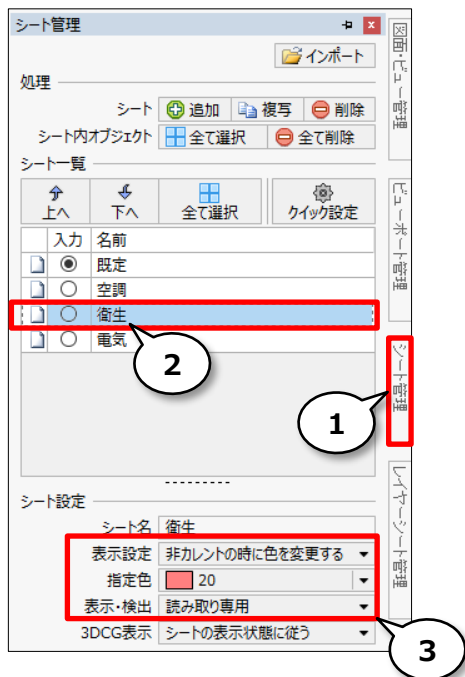 シート管理
インポート
処理
シート 追加 複写 削除
シート内オブジェクト 全て選択 全て削除
シート一覧
上へ 下へ 全て選択 クイック設定
入力 名前
既定
空調
衛生
電気
シート設定
シート名 衛生
表示設定 非カレントの時に色を変更する
指定色 20
表示・検出 読み取り専用
3DCG表示 シートの表示状態に従う
図面・ビュー管理
ビューポート管理
シート管理
レイヤーシート管理
1
2
3